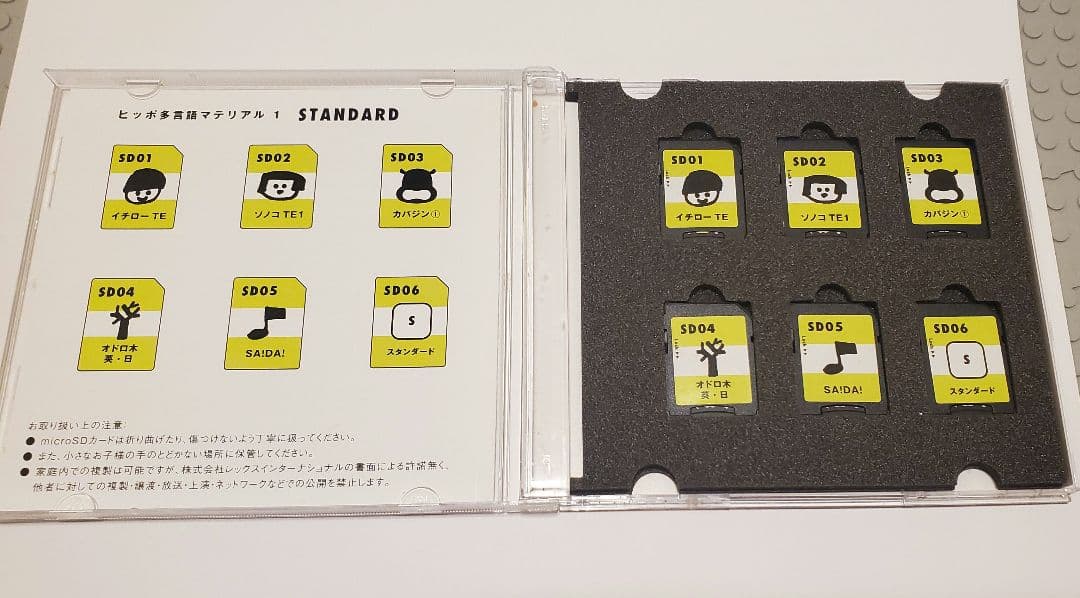 ヒッポ多言語マテリアル 1 STANDARD
SD01
イチロー TE
SD02
ソノコ TE1
SD03
カバジン①
SD04
オドロ木
英・日
SD05
SA!DA!
SD06
S
スタンダード
お取り扱い上の注意:
● microSDカードは折り曲げたり、傷つけないよう丁寧に扱ってください。
● また、小さなお子様の手のとどかない場所に保管してください。
● 家庭内での複製は可能ですが、株式会社レックスインターナショナルの書面による許諾無く、
他者に対しての複製・譲渡・放送・上演・ネットワークなどでの公開を禁止します。
SD01
イチロー TE
SD02
ソノコ TE1
SD03
カバジン①
SD04
オドロ木
英・日
SD05
SA!DA!
SD06
S
スタンダード